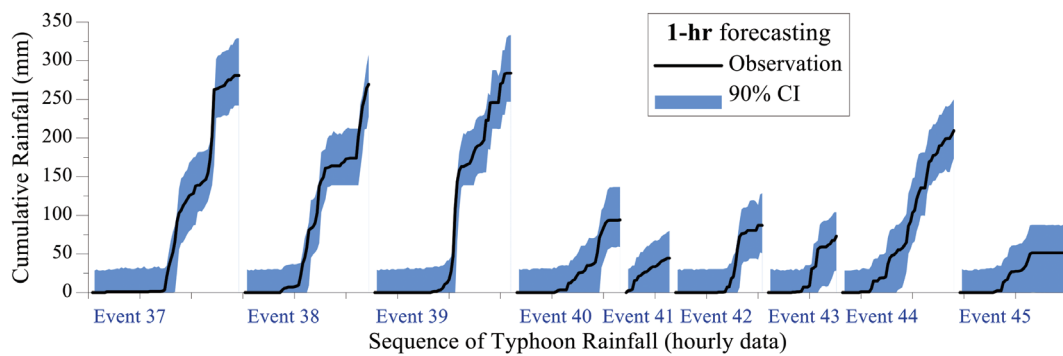 350
300
250
200
150
100
50
0
Cumulative Rainfall (mm)
1-hr forecasting
Observation
90% CI
Event 37
Event 38
Event 39
Event 40
Event 41
Event 42
Event 43
Event 44
Event 45
Sequence of Typhoon Rainfall (hourly data)